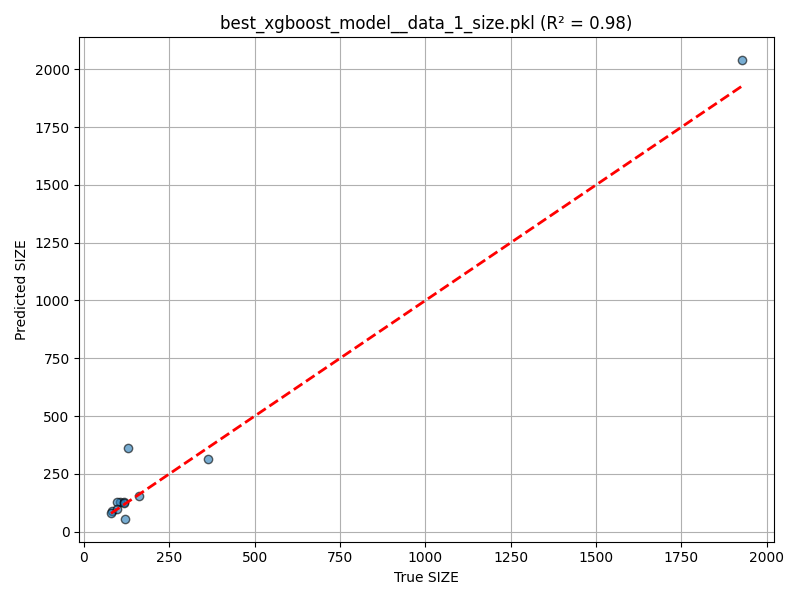 best_xgboost_model__data_1_size.pkl (R² = 0.98)
2000
1750
1500
1250
1000
750
500
250
0
Predicted SIZE
0 250 500 750 1000 1250 1500 1750 2000
True SIZE